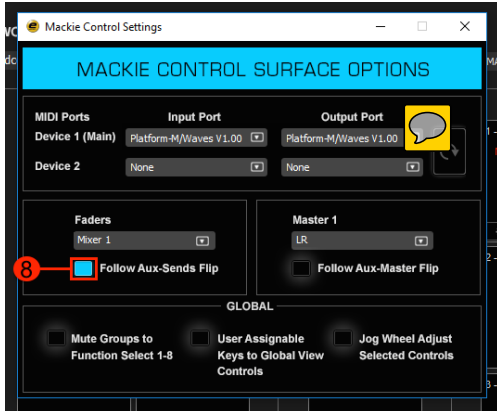 Mackie Control Settings
MACKIE CONTROL SURFACE OPTIONS
MIDI Ports
Input Port
Output Port
Device 1 (Main)
Platform-M/Waves V1.00
Platform-M/Waves V1.00
Device 2
None
None
Faders
Master 1
Mixer 1
LR
8
Follow Aux-Sends Flip
Follow Aux-Master Flip
GLOBAL
Mute Groups to
Function Select 1-8
User Assignable
Keys to Global View
Controls
Jog Wheel Adjust
Selected Controls